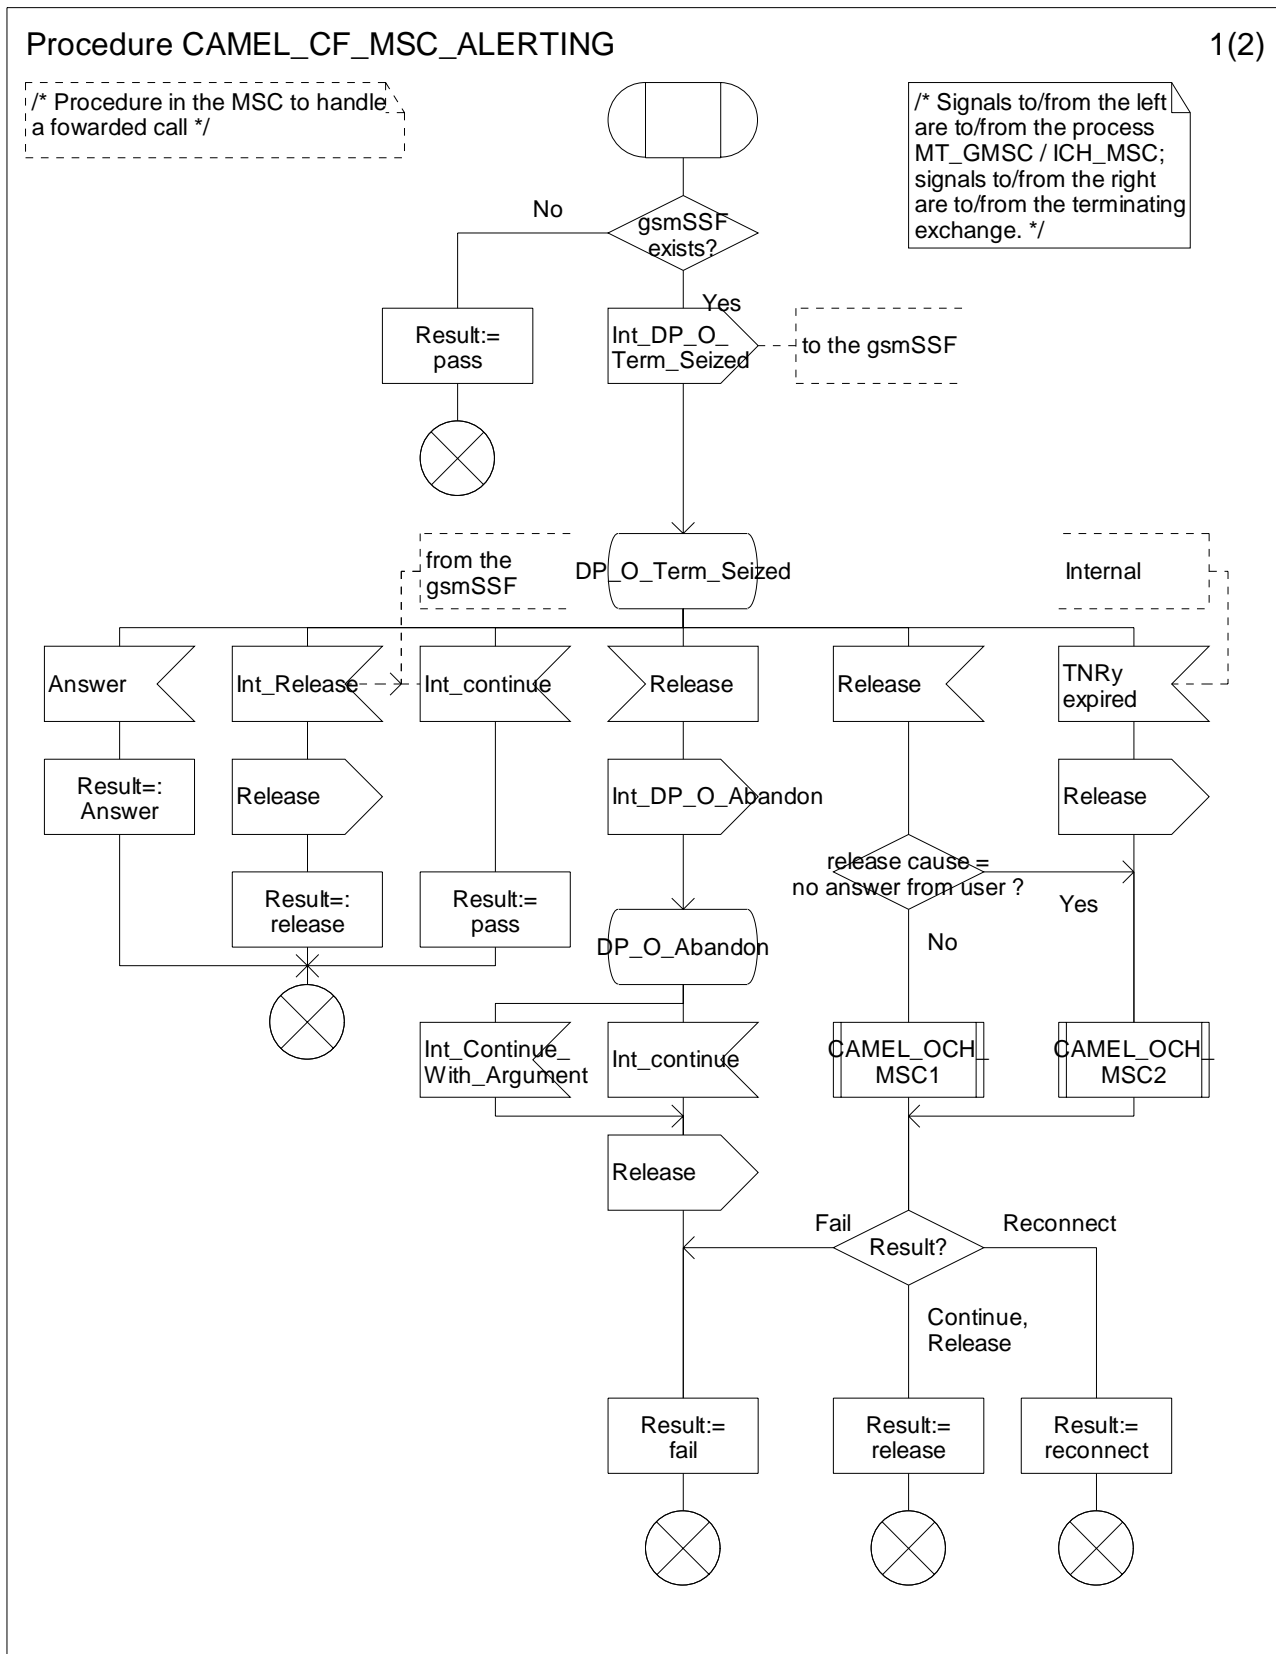 Procedure CAMEL_CF_MSC_ALERTING
1(2)
/* Procedure in the MSC to handle
a fowarded call */
/* Signals to/from the left
are to/from the process
MT_GMSC / ICH_MSC;
signals to/from the right
are to/from the terminating
exchange. */
No
gsmSSF
exists?
Yes
Result:=
pass
Int_DP_O_
Term_Seized
to the gsmSSF
from the
gsmSSF
DP_O_Term_Seized
Internal
Answer
Int_Release
Int_continue
Release
Release
TNRy
expired
Result=:
Answer
Release
Int_DP_O_Abandon
Release
release cause =
no answer from user ?
Yes
Result=:
release
Result:=
pass
DP_O_Abandon
No
Int_Continue_
With_Argument
Int_continue
CAMEL_OCH_
MSC1
CAMEL_OCH_
MSC2
Release
Fail
Reconnect
Result?
Continue,
Release
Result:=
fail
Result:=
release
Result:=
reconnect